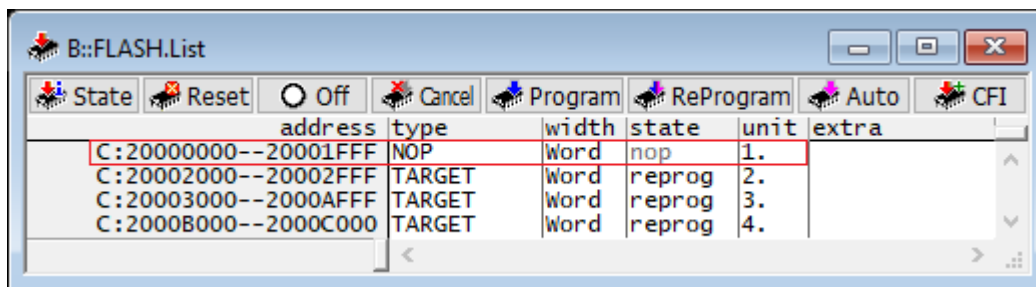 B::FLASH.List
State Reset Off Cancel Program ReProgram Auto CFI
address type width state unit extra
C:20000000--20001FFF NOP Word nop 1.
C:20002000--20002FFF TARGET Word reprog 2.
C:20003000--2000AFFF TARGET Word reprog 3.
C:2000B000--2000C000 TARGET Word reprog 4.